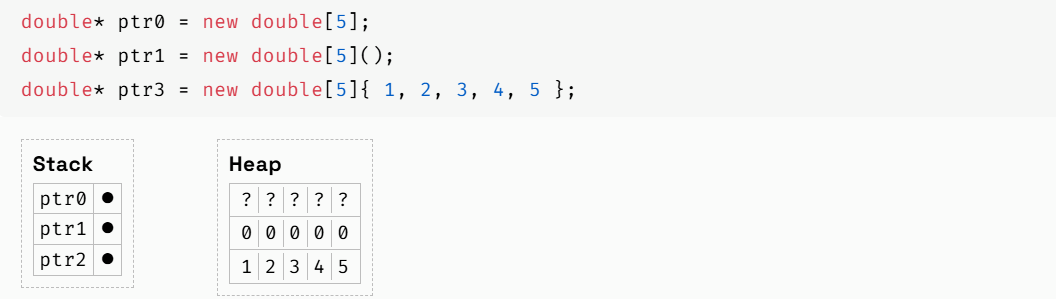 double* ptr0 = new double[5];
double* ptr1 = new double[5]();
double* ptr3 = new double[5]{ 1, 2, 3, 4, 5 };
Stack
ptr0 ●
ptr1 ●
ptr2 ●
Heap
? ? ? ? ?
0 0 0 0 0
1 2 3 4 5